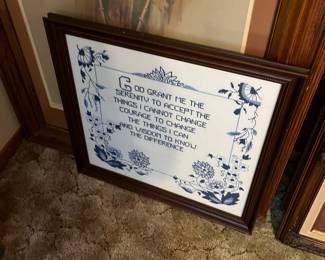 GOD GRANT ME THE
SERENITY TO ACCEPT THE
THINGS I CANNOT CHANGE
COURAGE TO CHANGE
THE THINGS I CAN
AND WISDOM TO KNOW
THE DIFFERENCE